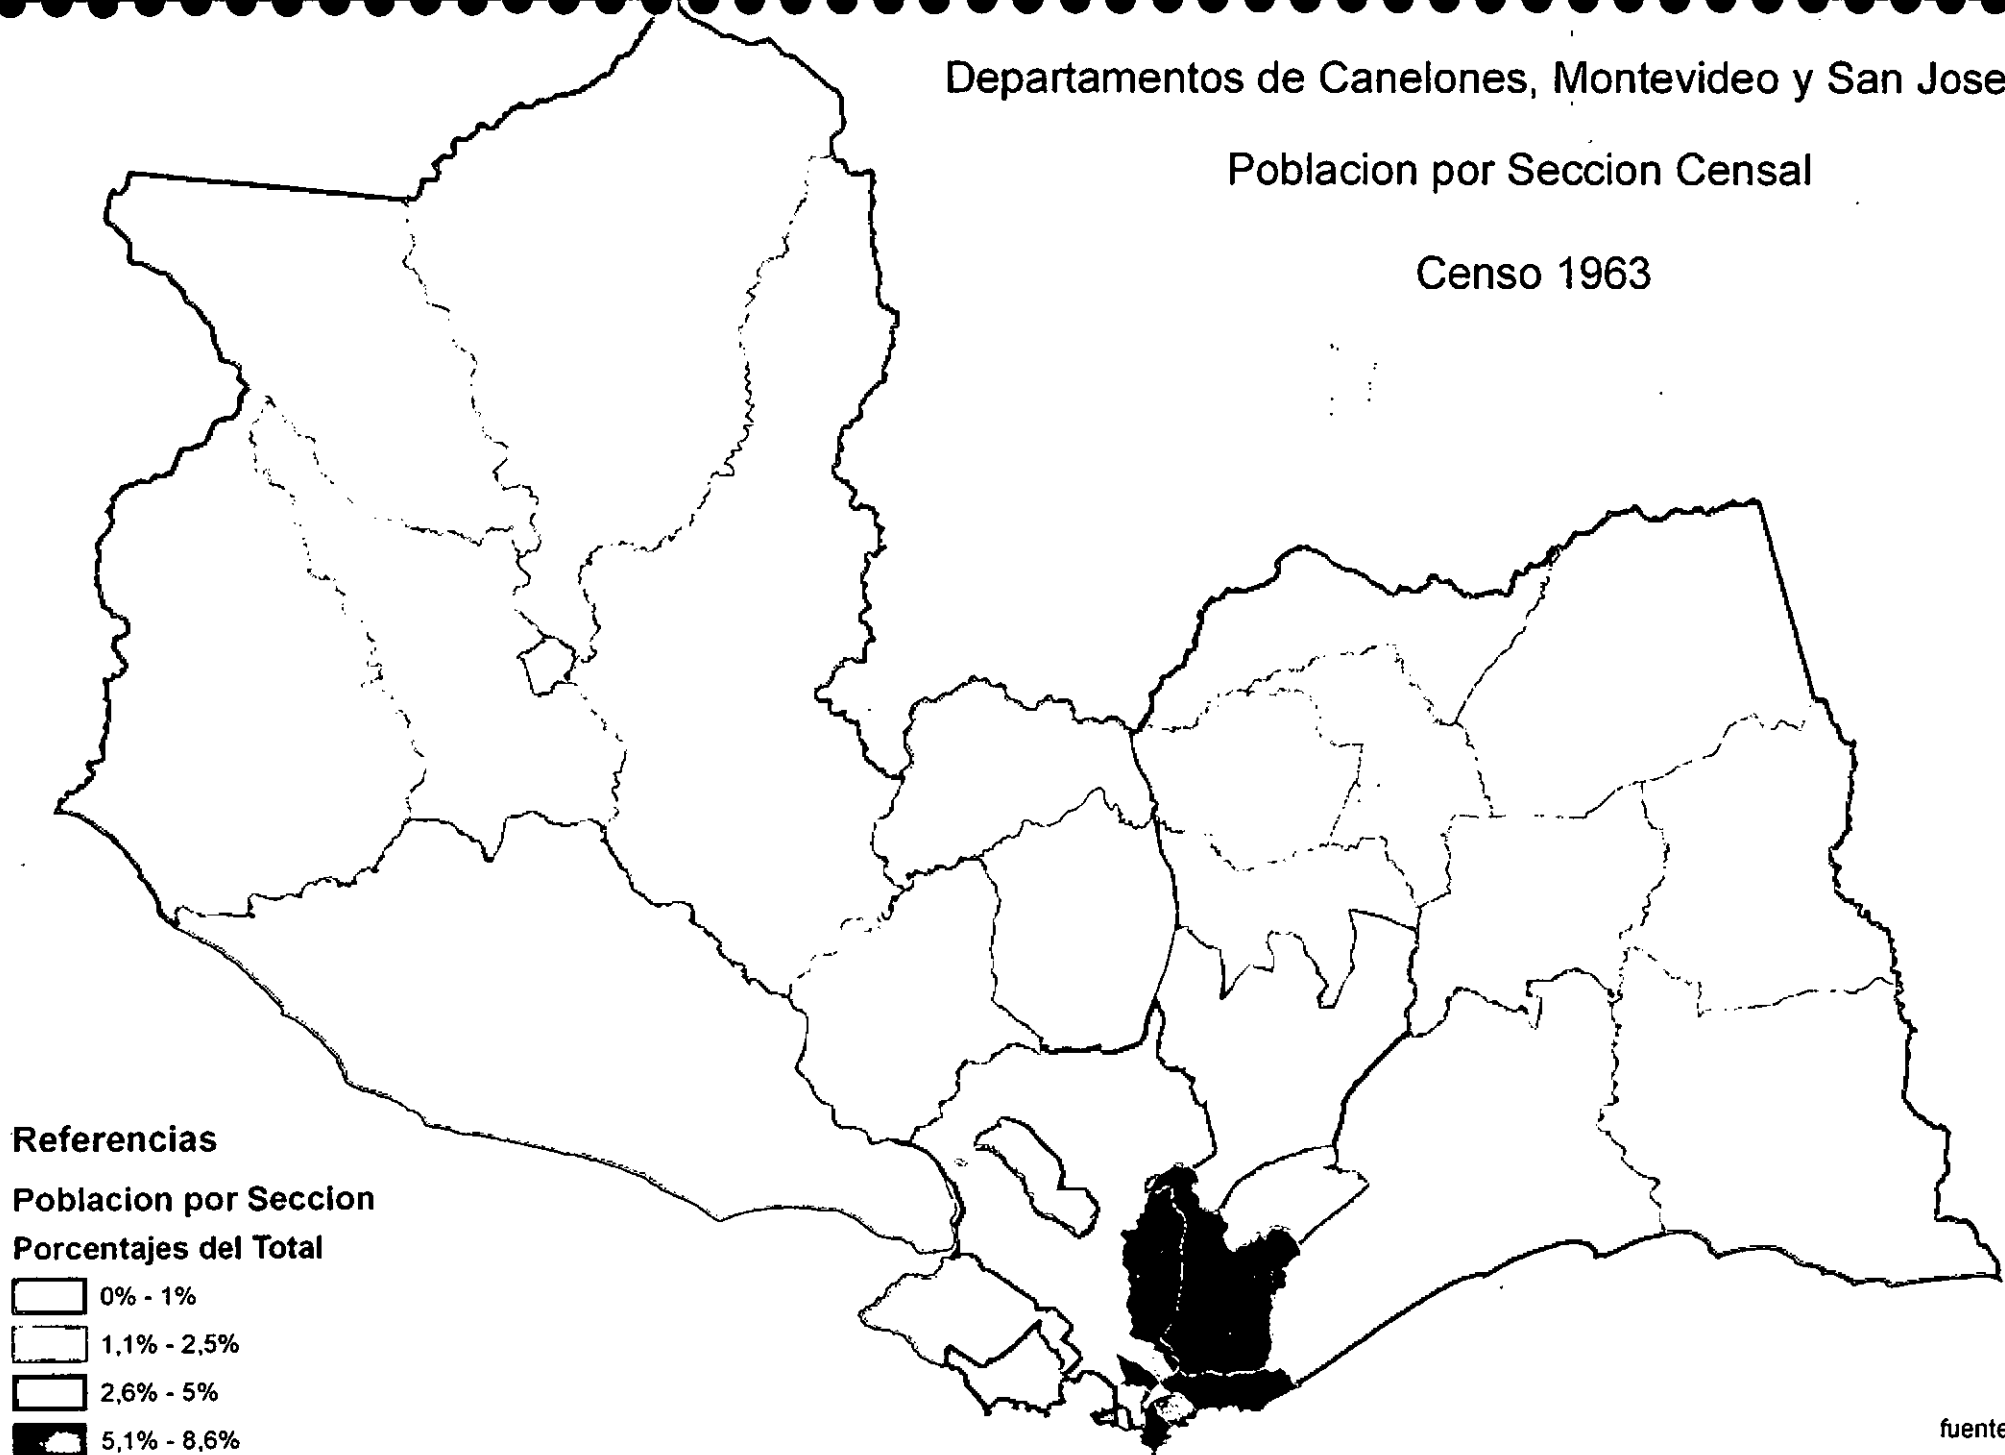 Departamentos de Canelones, Montevideo y San Jose
Poblacion por Seccion Censal
Censo 1963
Referencias
Poblacion por Seccion
Porcentajes del Total
0% - 1%
1,1% - 2,5%
2,6% - 5%
5,1% - 8,6%
fuente